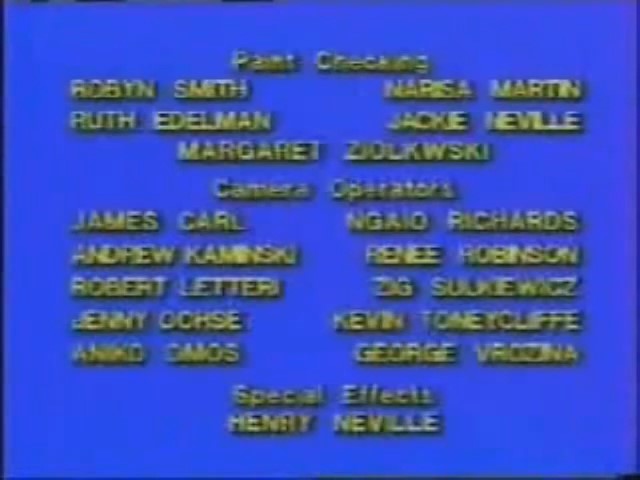 Paint Checking
ROBYN SMITH NARISA MARTIN
RUTH EDELMAN JACKIE NEVILLE
MARGARET ZIOLKWSKI
Camera Operators
JAMES CARL NGAIO RICHARDS
ANDREW KAMINSKI RENEE ROBINSON
ROBERT LETTERI ZIG SULKIEWICZ
JENNY OCHSE KEVIN TONEYCLIFFE
ANIKO OMOS GEORGE VROZINA
Special Effects
HENRY NEVILLE